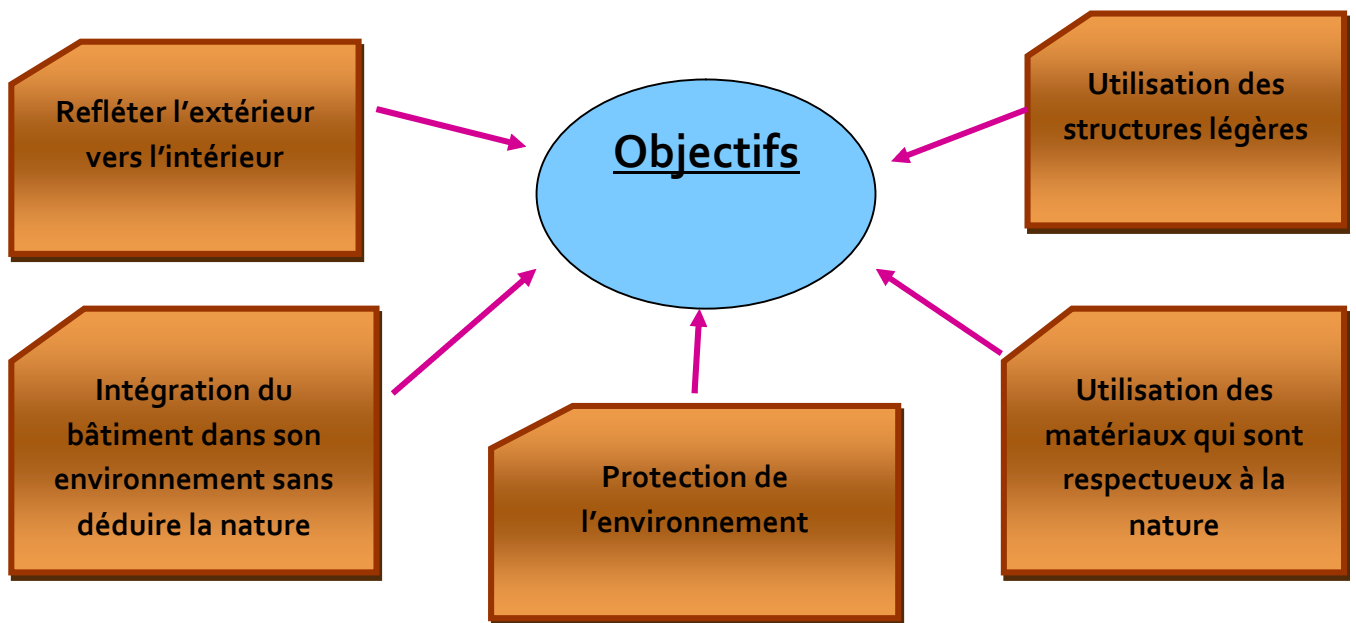 Refléter l'extérieur
vers l'intérieur
Objectifs
Utilisation des
structures légères
Intégration du
bâtiment dans son
environnement sans
déduire la nature
Protection de
l'environnement
Utilisation des
matériaux qui sont
respectueux à la
nature